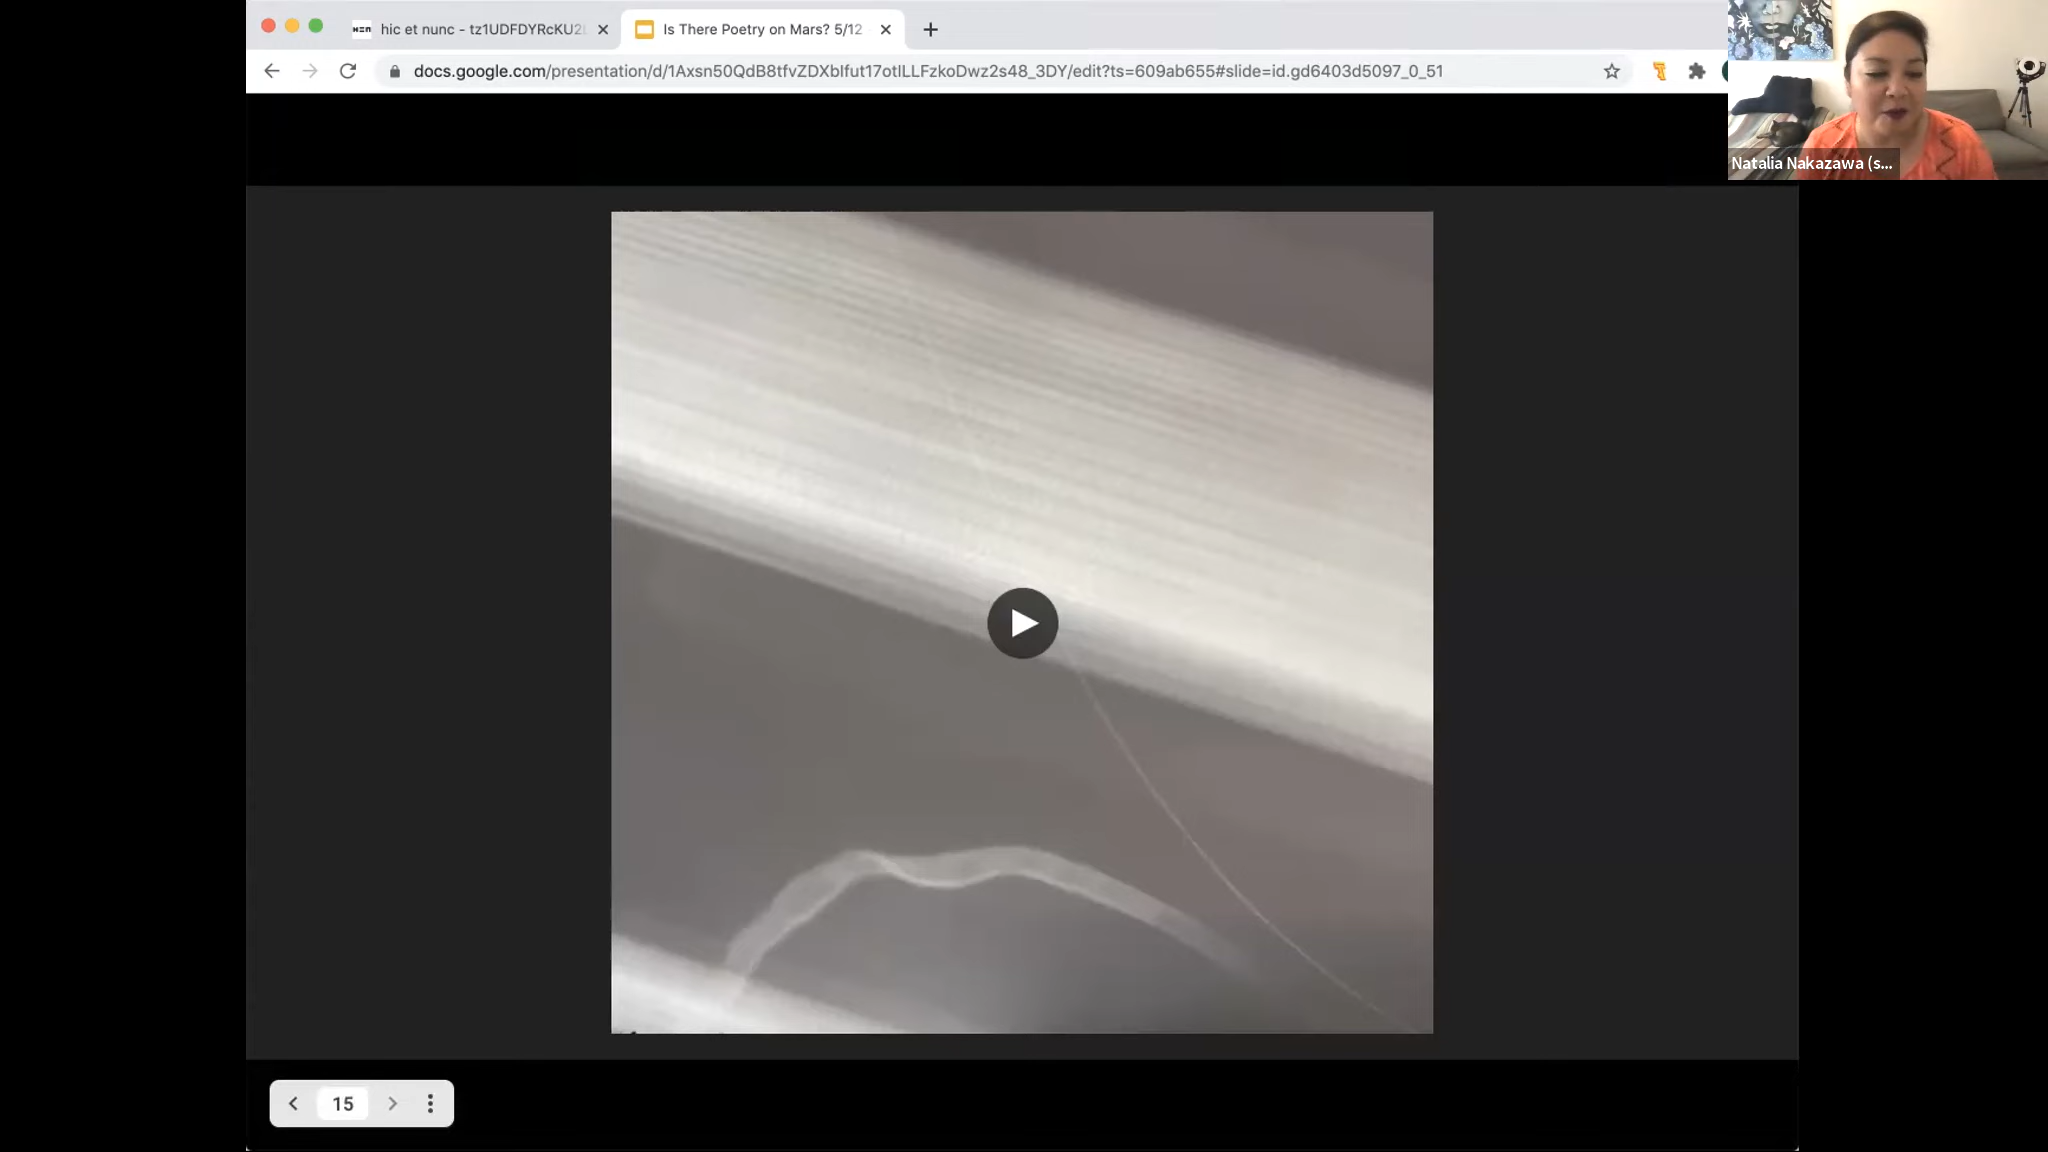 hic et nunc - tz1UDFDYRcKU2
Is There Poetry on Mars? 5/12
docs.google.com/presentation/d/1Axsn50QdB8tfvZDXbIfut17otILLFzkoDwz2s48_3DY/edit?ts=609ab655#slide=id.gd6403d5097_0_51
Natalia Nakazawa (s...
15